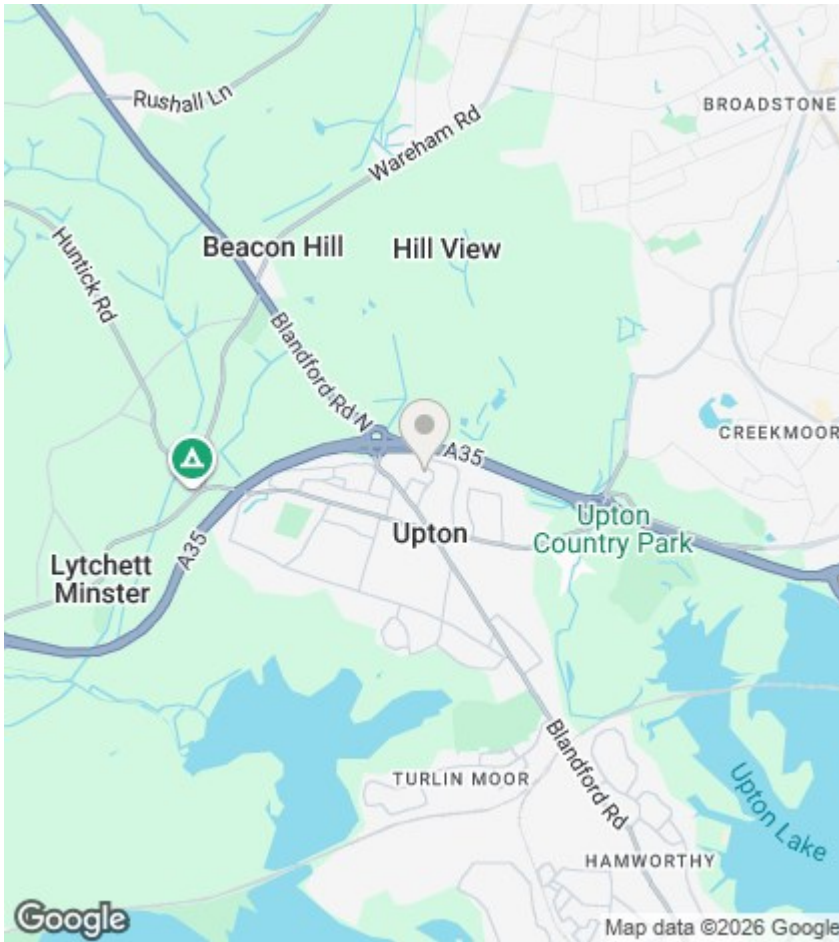 Rushall Ln
BROADSTONE
Wareham Rd
Huntick Rd
Beacon Hill
Hill View
Blandford Rd N
CREEKMOOR
A35
Upton
Upton
Country Park
A35
Lytchett
Minster
Blandford Rd
TURLIN MOOR
Upton Lake
HAMWORTHY
Google
Map data ©2026 Google